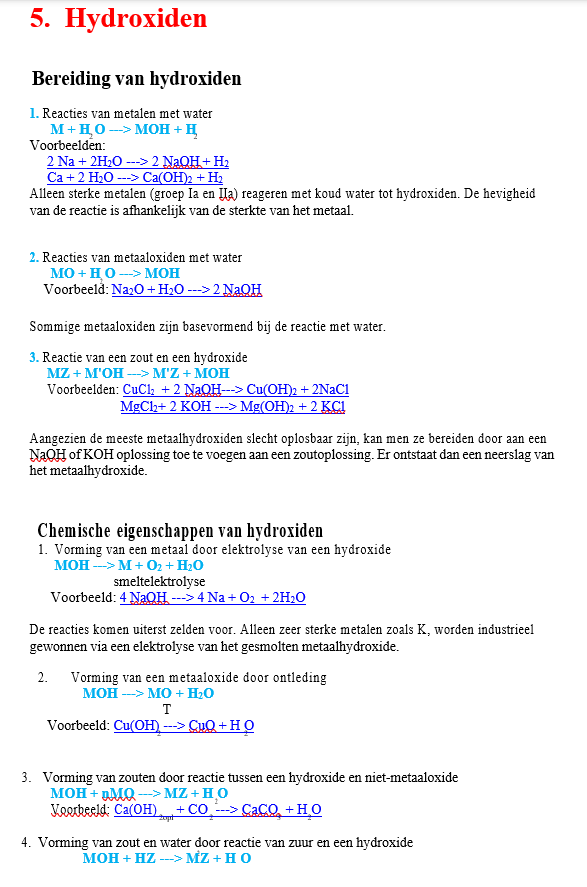 5. Hydroxiden
Bereiding van hydroxiden
1. Reacties van metalen met water
M + H₂O ---> MOH + H₂
Voorbeelden:
2 Na + 2H₂O ---> 2 NaOH + H₂
Ca + 2 H₂O ---> Ca(OH)₂ + H₂
Alleen sterke metalen (groep Ia en IIa) reageren met koud water tot hydroxiden. De hevigheid
van de reactie is afhankelijk van de sterkte van het metaal.
2. Reacties van metaaloxiden met water
MO + H₂O ---> MOH
Voorbeeld: Na₂O + H₂O ---> 2 NaOH
Sommige metaaloxiden zijn basevormend bij de reactie met water.
3. Reactie van een zout en een hydroxide
MZ + M'OH ---> M'Z + MOH
Voorbeelden: CuCl₂ + 2 NaOH---> Cu(OH)₂ + 2NaCl
MgCl₂+ 2 KOH ---> Mg(OH)₂ + 2 KCl
Aangezien de meeste metaalhydroxiden slecht oplosbaar zijn, kan men ze bereiden door aan een
NaOH of KOH oplossing toe te voegen aan een zoutoplossing. Er ontstaat dan een neerslag van
het metaalhydroxide.
Chemische eigenschappen van hydroxiden
1. Vorming van een metaal door elektrolyse van een hydroxide
MOH ---> M + O₂ + H₂O
smeltelektrolyse
Voorbeeld: 4 NaOH ---> 4 Na + O₂ + 2H₂O
De reacties komen uiterst zelden voor. Alleen zeer sterke metalen zoals K, worden industrieel
gewonnen via een elektrolyse van het gesmolten metaalhydroxide.
2. Vorming van een metaaloxide door ontleding
MOH ---> MO + H₂O
T
Voorbeeld: Cu(OH)₂ ---> CuO + H₂O
3. Vorming van zouten door reactie tussen een hydroxide en niet-metaaloxide
MOH + nMO ---> MZ + H₂O
Voorbeeld: Ca(OH)₂opl + CO₂ ---> CaCO₃ + H₂O
4. Vorming van zout en water door reactie van zuur en een hydroxide
MOH + HZ ---> MZ + H₂O